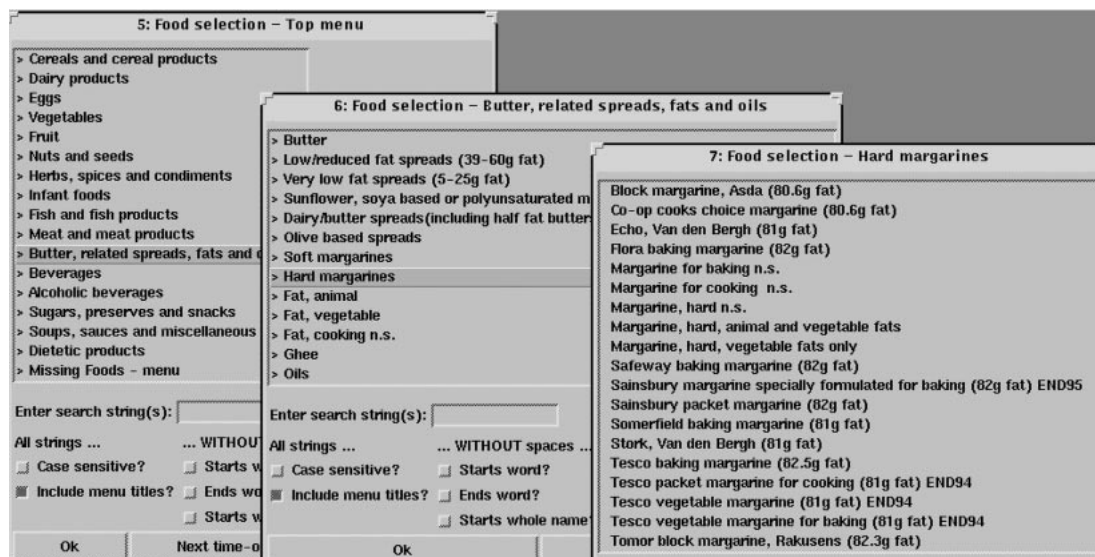 5: Food selection – Top menu
> Cereals and cereal products
> Dairy products
> Eggs
> Vegetables
> Fruit
> Nuts and seeds
> Herbs, spices and condiments
> Infant foods
> Fish and fish products
> Meat and meat products
> Butter, related spreads, fats and
> Beverages
> Alcoholic beverages
> Sugars, preserves and snacks
> Soups, sauces and miscellaneous
> Dietetic products
> Missing Foods - menu
Enter search string(s):
All strings ... ... WITHOUT
Case sensitive? Starts
Include menu titles? Ends
Starts
Ok Next time-o
6: Food selection – Butter, related spreads, fats and oils
> Butter
> Low/reduced fat spreads (39-60g fat)
> Very low fat spreads (5-25g fat)
> Sunflower, soya based or polyunsaturated m
> Dairy/butter spreads(including half fat butter
> Olive based spreads
> Soft margarines
> Hard margarines
> Fat, animal
> Fat, vegetable
> Fat, cooking n.s.
> Ghee
> Oils
Enter search string(s):
All strings ... ... WITHOUT spaces ...
Case sensitive? Starts word?
Include menu titles? Ends word?
Starts whole name
Ok
7: Food selection – Hard margarines
Block margarine, Asda (80.6g fat)
Co-op cooks choice margarine (80.6g fat)
Echo, Van den Bergh (81g fat)
Flora baking margarine (82g fat)
Margarine for baking n.s.
Margarine for cooking n.s.
Margarine, hard n.s.
Margarine, hard, animal and vegetable fats
Margarine, hard, vegetable fats only
Safeway baking margarine (82g fat)
Sainsbury margarine specially formulated for baking (82g fat) END95
Sainsbury packet margarine (82g fat)
Somerfield baking margarine (81g fat)
Stork, Van den Bergh (81g fat)
Tesco baking margarine (82.5g fat)
Tesco packet margarine for cooking (81g fat) END94
Tesco vegetable margarine (81g fat) END94
Tesco vegetable margarine for baking (81g fat) END94
Tomor block margarine, Rakusens (82.3g fat)